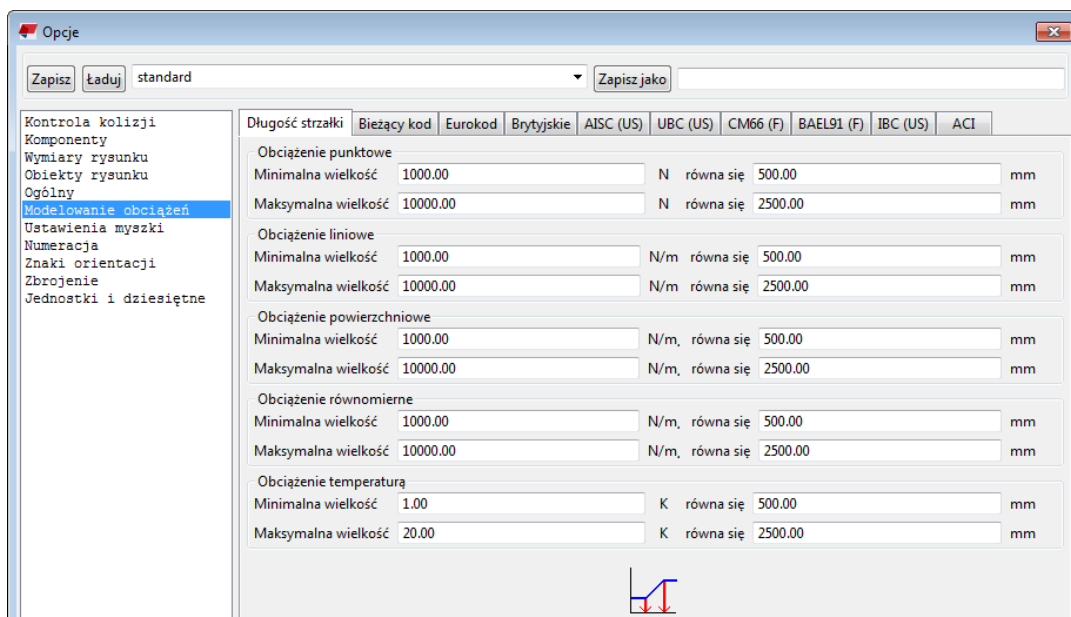 Opcje
Zapisz Ładuj standard Zapisz jako
Kontrola kolizji
Komponenty
Wymiary rysunku
Obiekty rysunku
Ogólny
Modelowanie obciążeń
Ustawienia myszki
Numeracja
Znaki orientacji
Zbrojenie
Jednostki i dziesiętne
Długość strzałki Bieżący kod Eurokod Brytyjskie AISC (US) UBC (US) CM66 (F) BAEL91 (F) IBC (US) ACI
Obciążenie punktowe
Minimalna wielkość 1000.00 N równa się 500.00 mm
Maksymalna wielkość 10000.00 N równa się 2500.00 mm
Obciążenie liniowe
Minimalna wielkość 1000.00 N/m równa się 500.00 mm
Maksymalna wielkość 10000.00 N/m równa się 2500.00 mm
Obciążenie powierzchniowe
Minimalna wielkość 1000.00 N/m, równa się 500.00 mm
Maksymalna wielkość 10000.00 N/m, równa się 2500.00 mm
Obciążenie równomierne
Minimalna wielkość 1000.00 N/m, równa się 500.00 mm
Maksymalna wielkość 10000.00 N/m, równa się 2500.00 mm
Obciążenie temperaturą
Minimalna wielkość 1.00 K równa się 500.00 mm
Maksymalna wielkość 20.00 K równa się 2500.00 mm